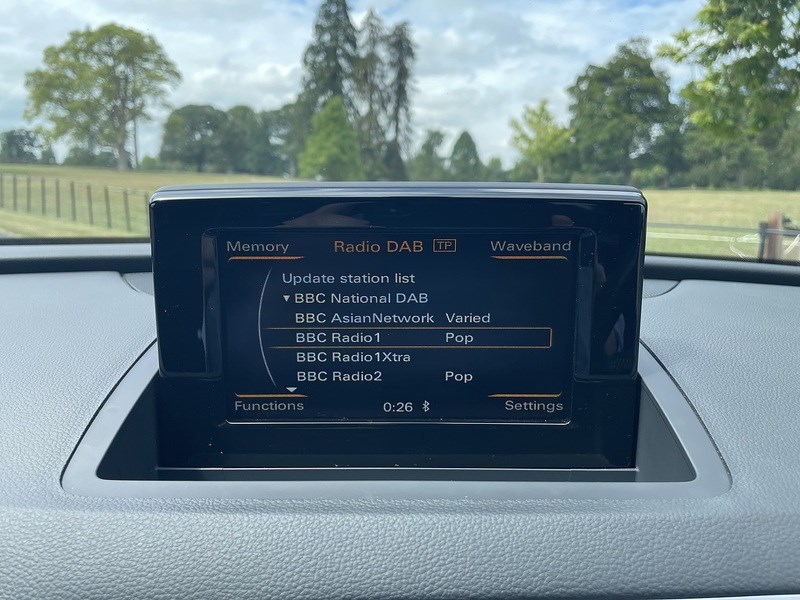 Memory Radio DAB TP Waveband
Update station list
▼ BBC National DAB
BBC AsianNetwork Varied
BBC Radio1 Pop
BBC Radio1Xtra
BBC Radio2 Pop
Functions 0:26 Settings